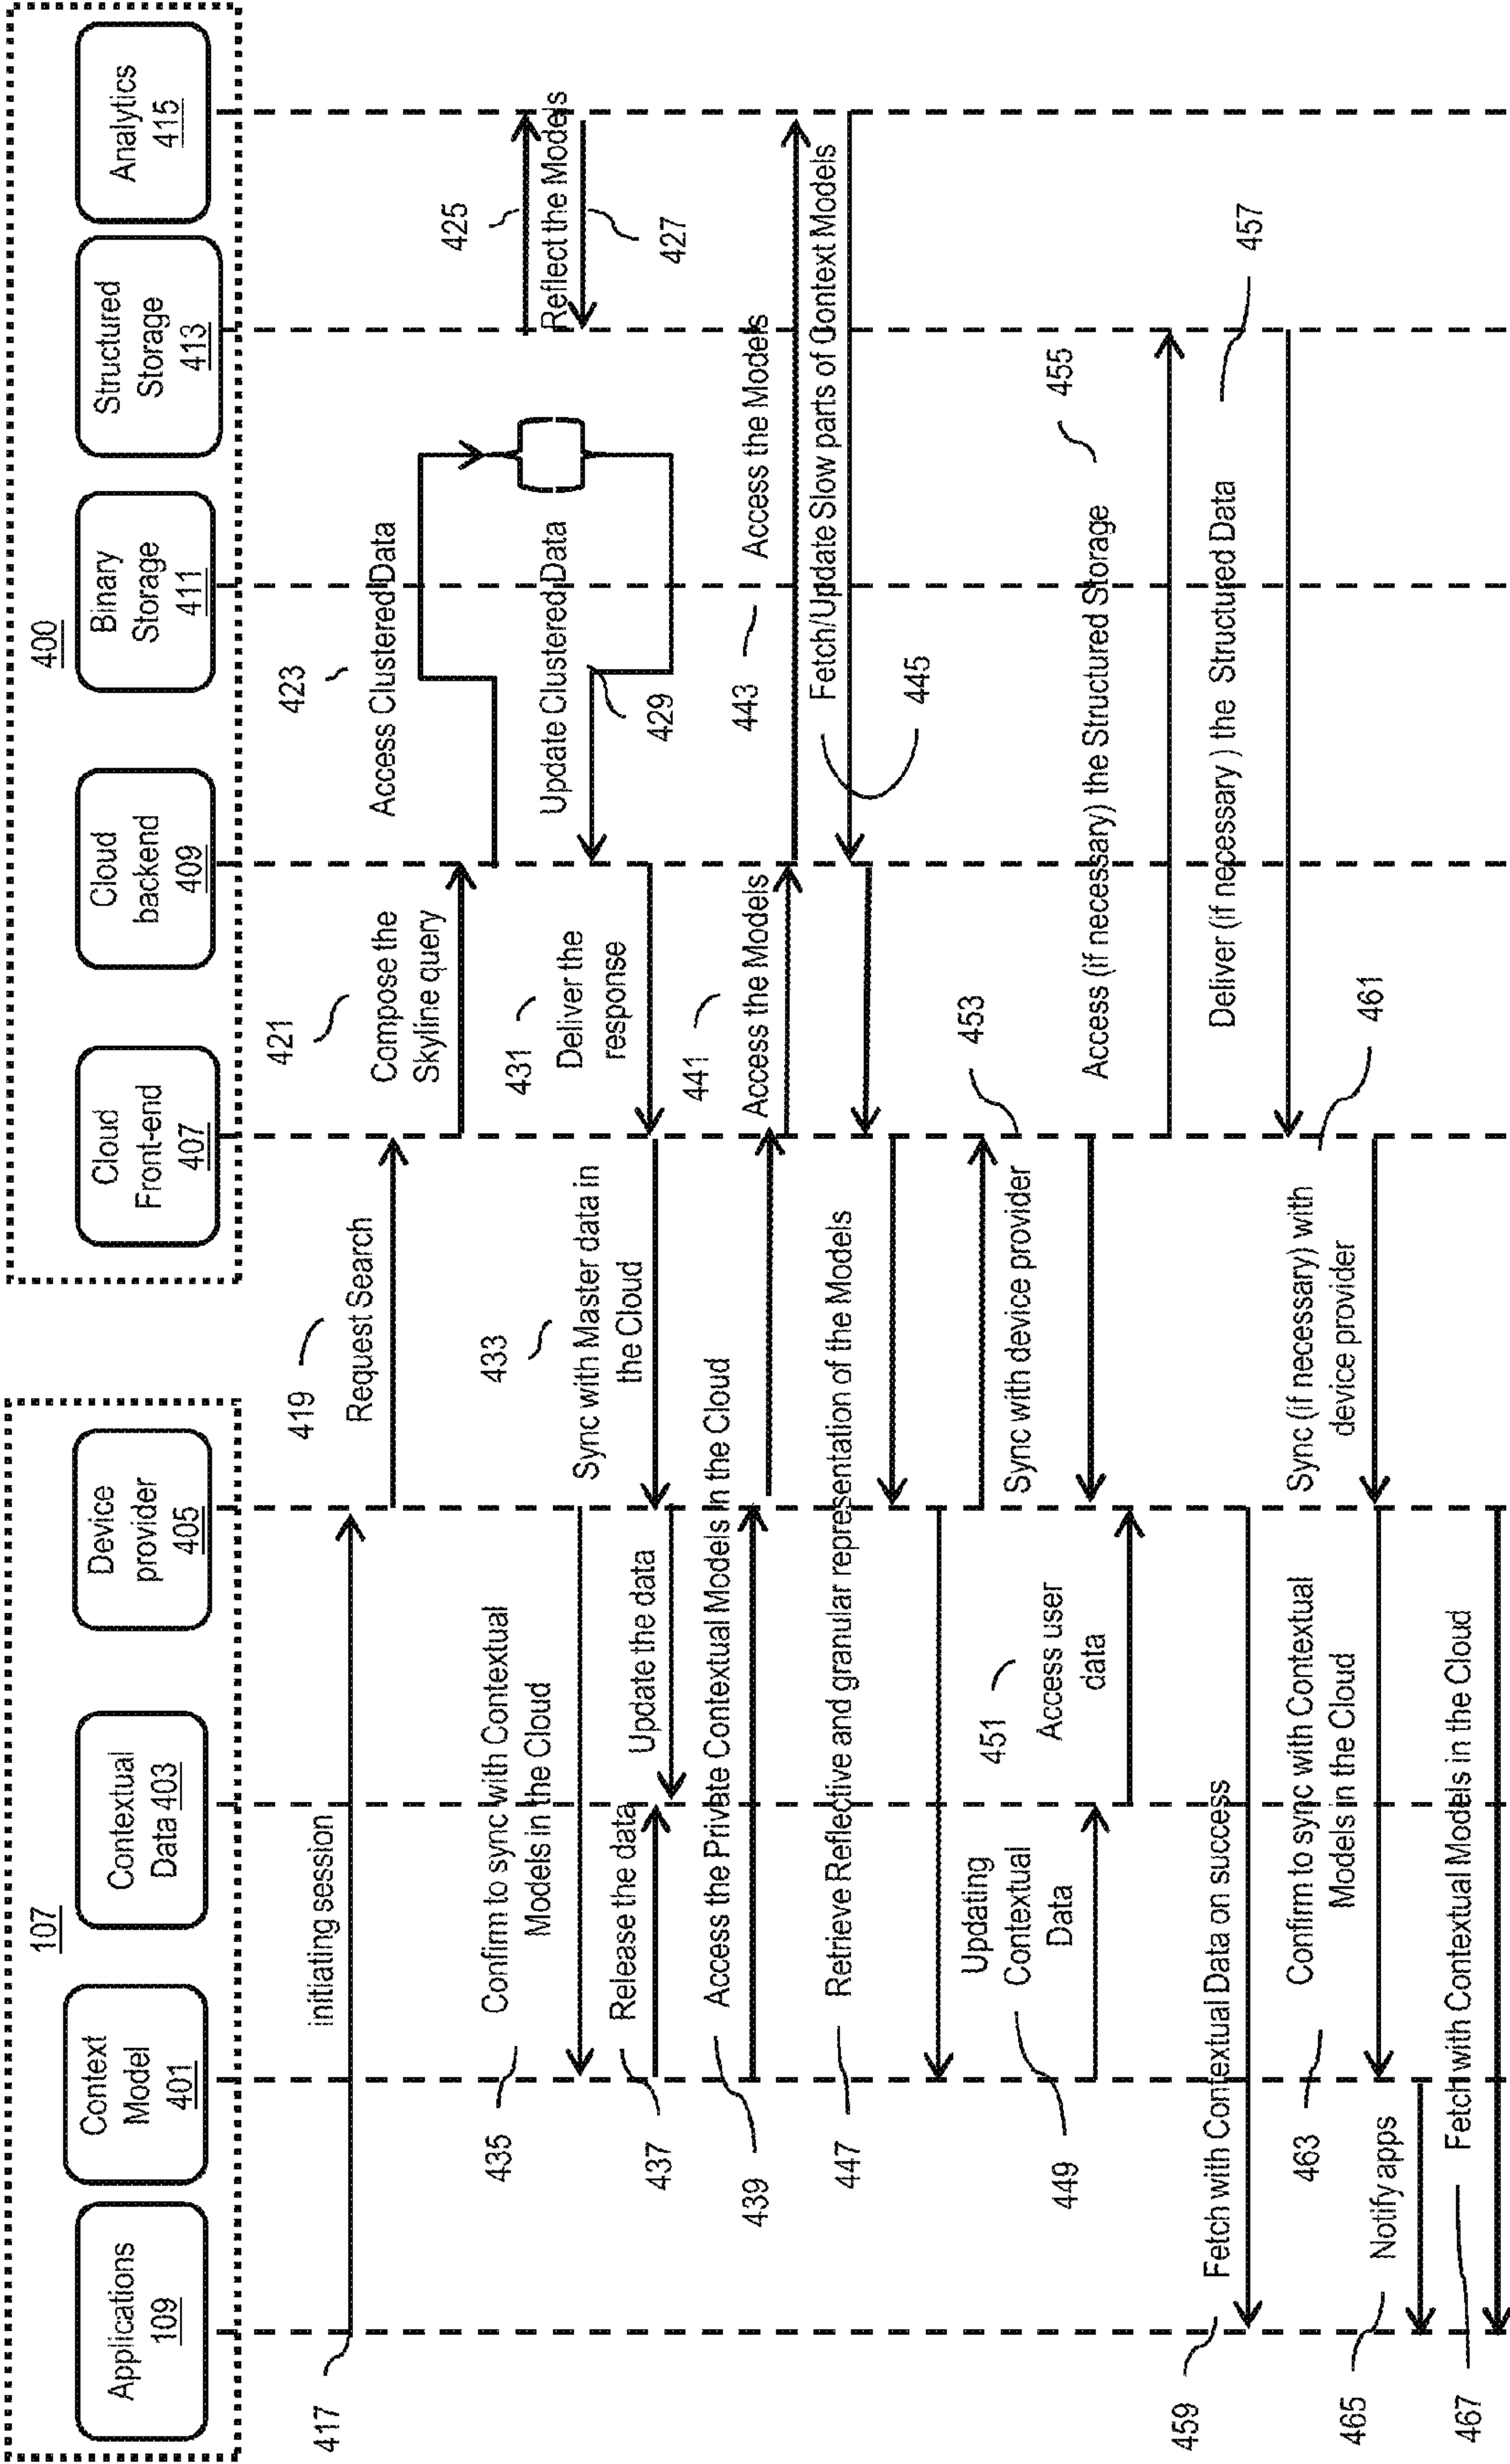 107
400
Applications
109
Context
Model
401
Contextual
Data 403
Device
provider
405
Cloud
Front-end
407
Cloud
backend
409
Binary
Storage
411
Structured
Storage
413
Analytics
415
417
initiating session
419
Request Search
421
Compose the
Skyline query
423
Access Clustered Data
425
Reflect the Models
427
Update Clustered Data
429
431
Deliver the
response
433
Sync with Master data in
the Cloud
435
Confirm to sync with Contextual
Models in the Cloud
437
Release the data
Update the data
439
Access the Private Contextual Models in the Cloud
441
Access the Models
443
Access the Models
Fetch/Update Slow parts of Context Models
445
447
Retrieve Reflective and granular representation of the Models
449
Updating
Contextual
Data
451
Access user
data
453
Sync with device provider
455
Access (if necessary) the Structured Storage
457
Deliver (if necessary ) the Structured Data
459
Fetch with Contextual Data on success
461
Sync (if necessary) with
device provider
463
Confirm to sync with Contextual
Models in the Cloud
465
Notify apps
467
Fetch with Contextual Models in the Cloud